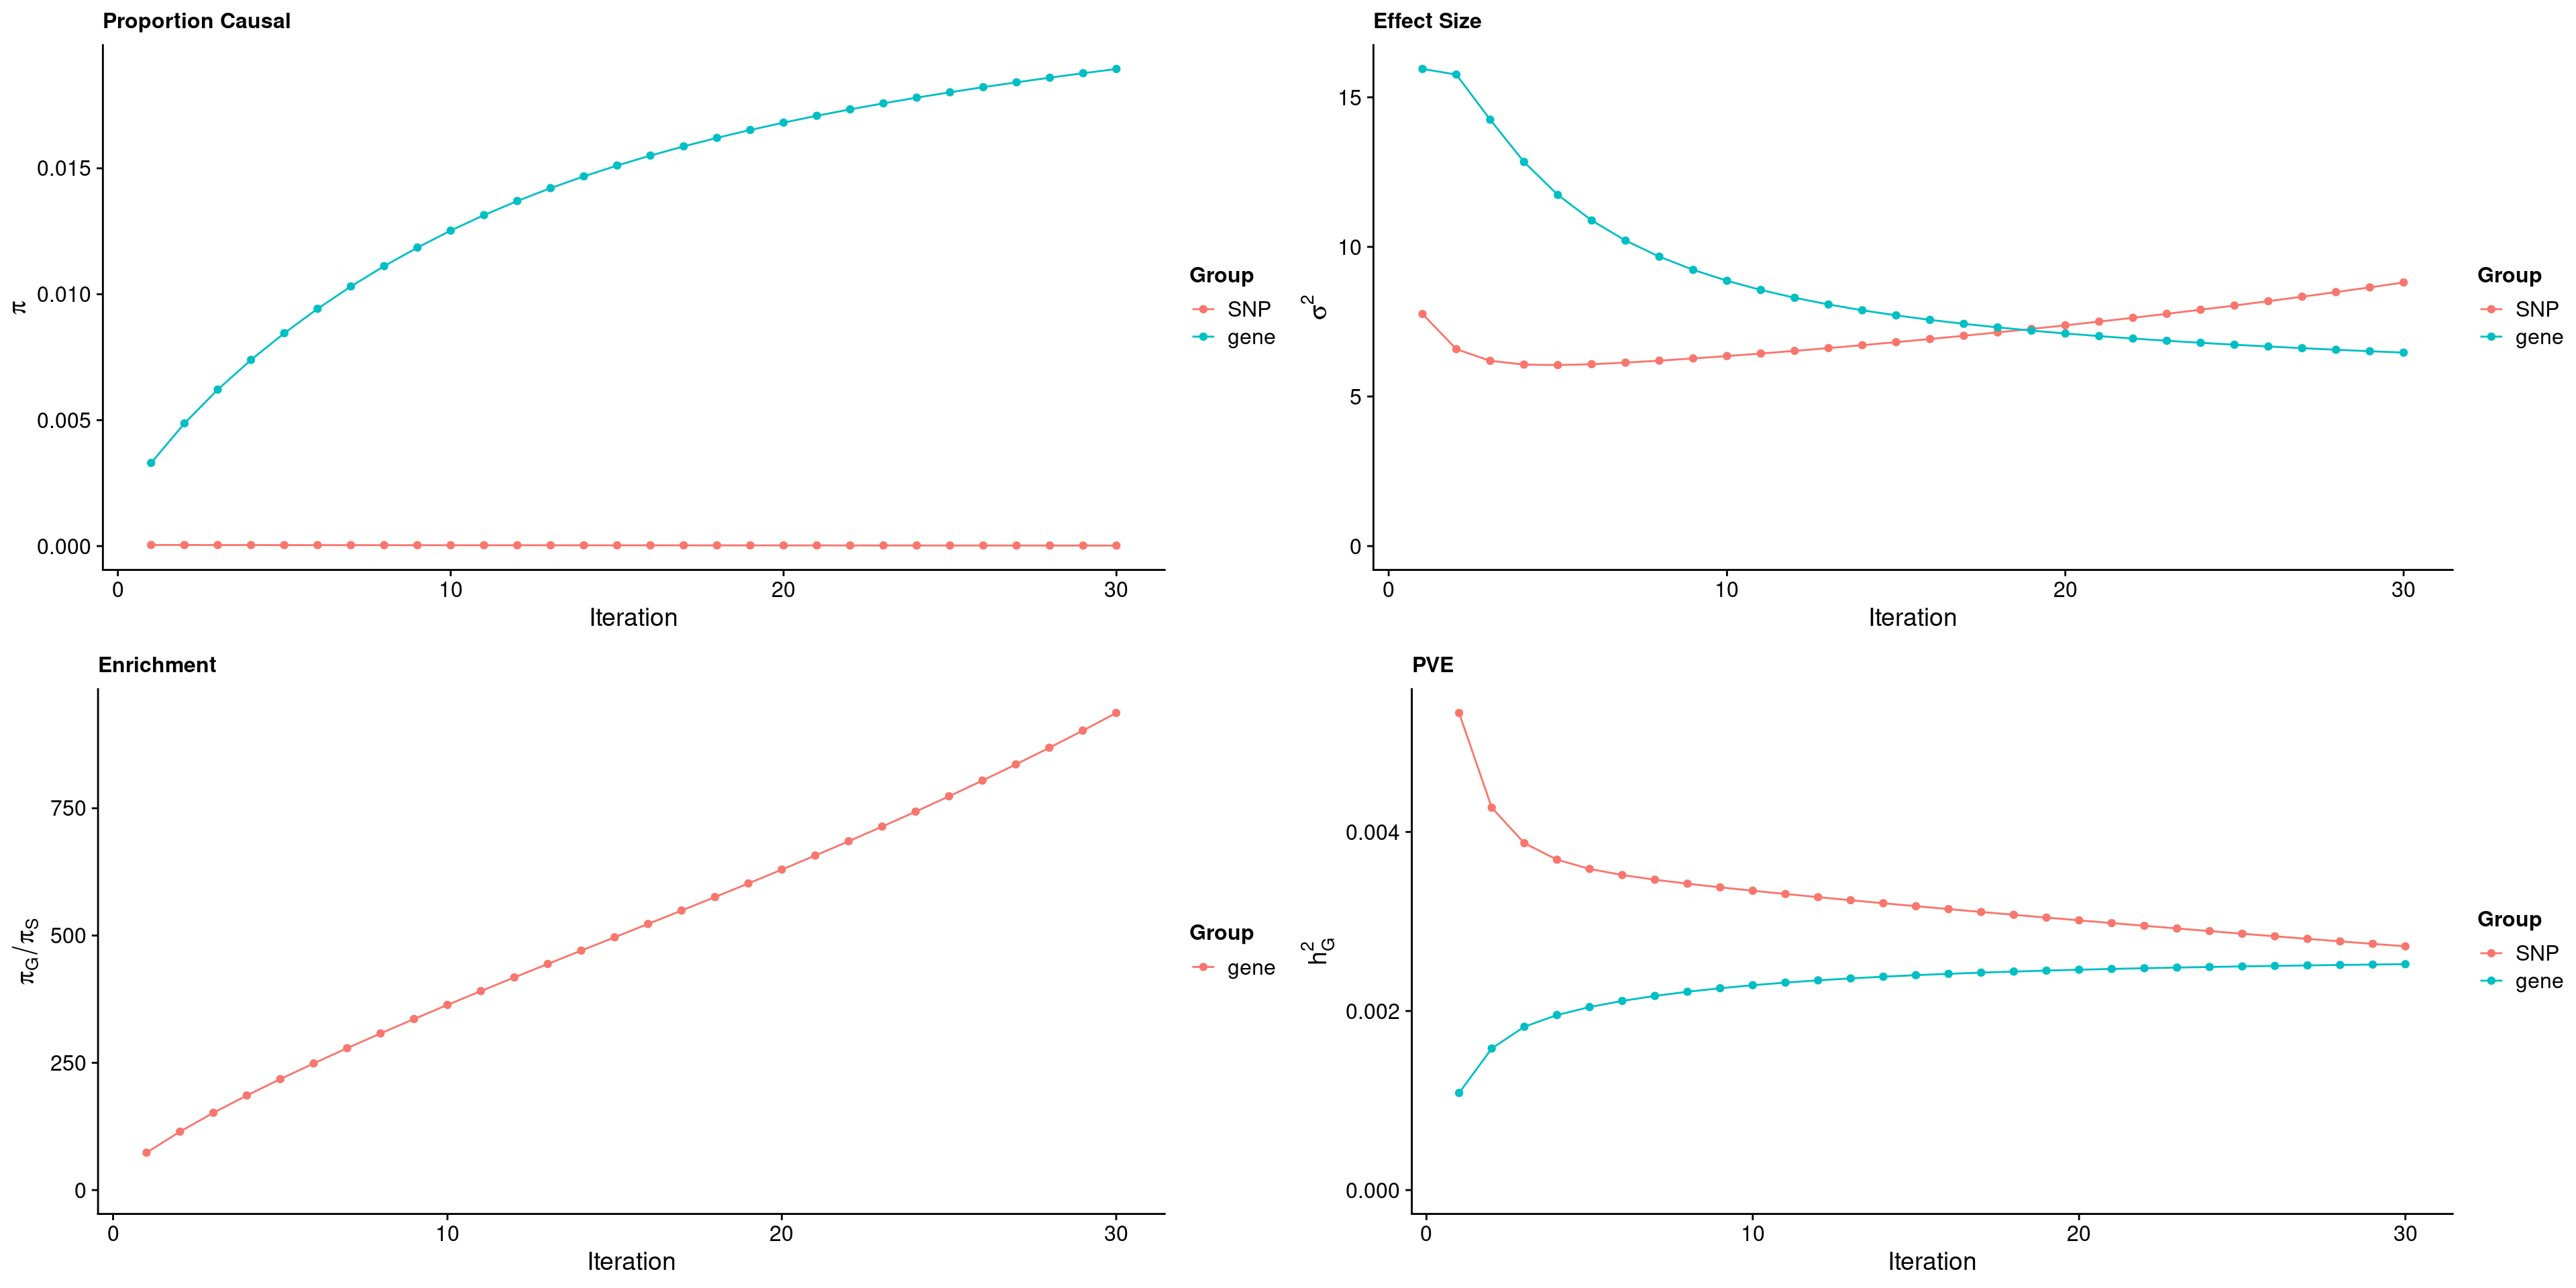 Proportion Causal
π
0.015
0.010
0.005
0.000
0 10 20 30
Iteration
Group
SNP
gene
Effect Size
σ²
15
10
5
0
0 10 20 30
Iteration
Group
SNP
gene
Enrichment
π_G/π_S
750
500
250
0
0 10 20 30
Iteration
Group
gene
PVE
h²_G
0.004
0.002
0.000
0 10 20 30
Iteration
Group
SNP
gene